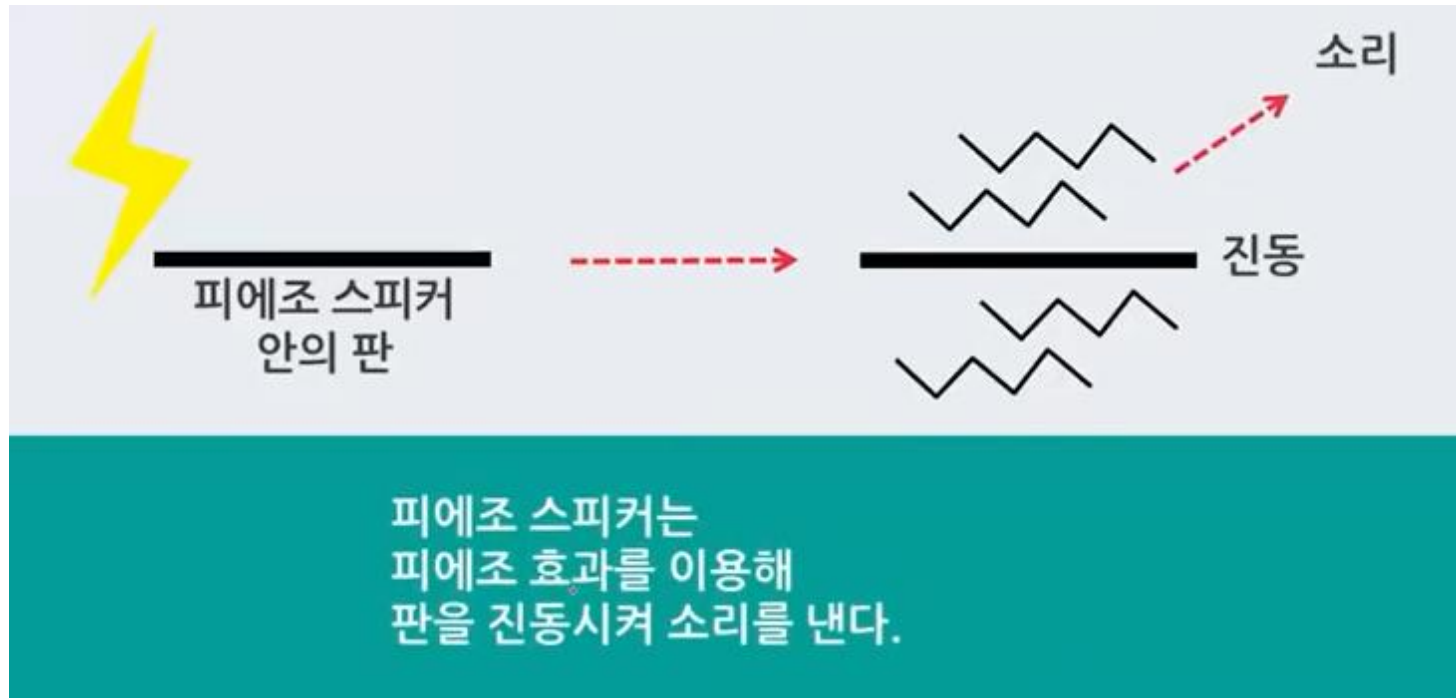 소리
진동
피에조 스피커
안의 판
피에조 스피커는
피에조 효과를 이용해
판을 진동시켜 소리를 낸다.